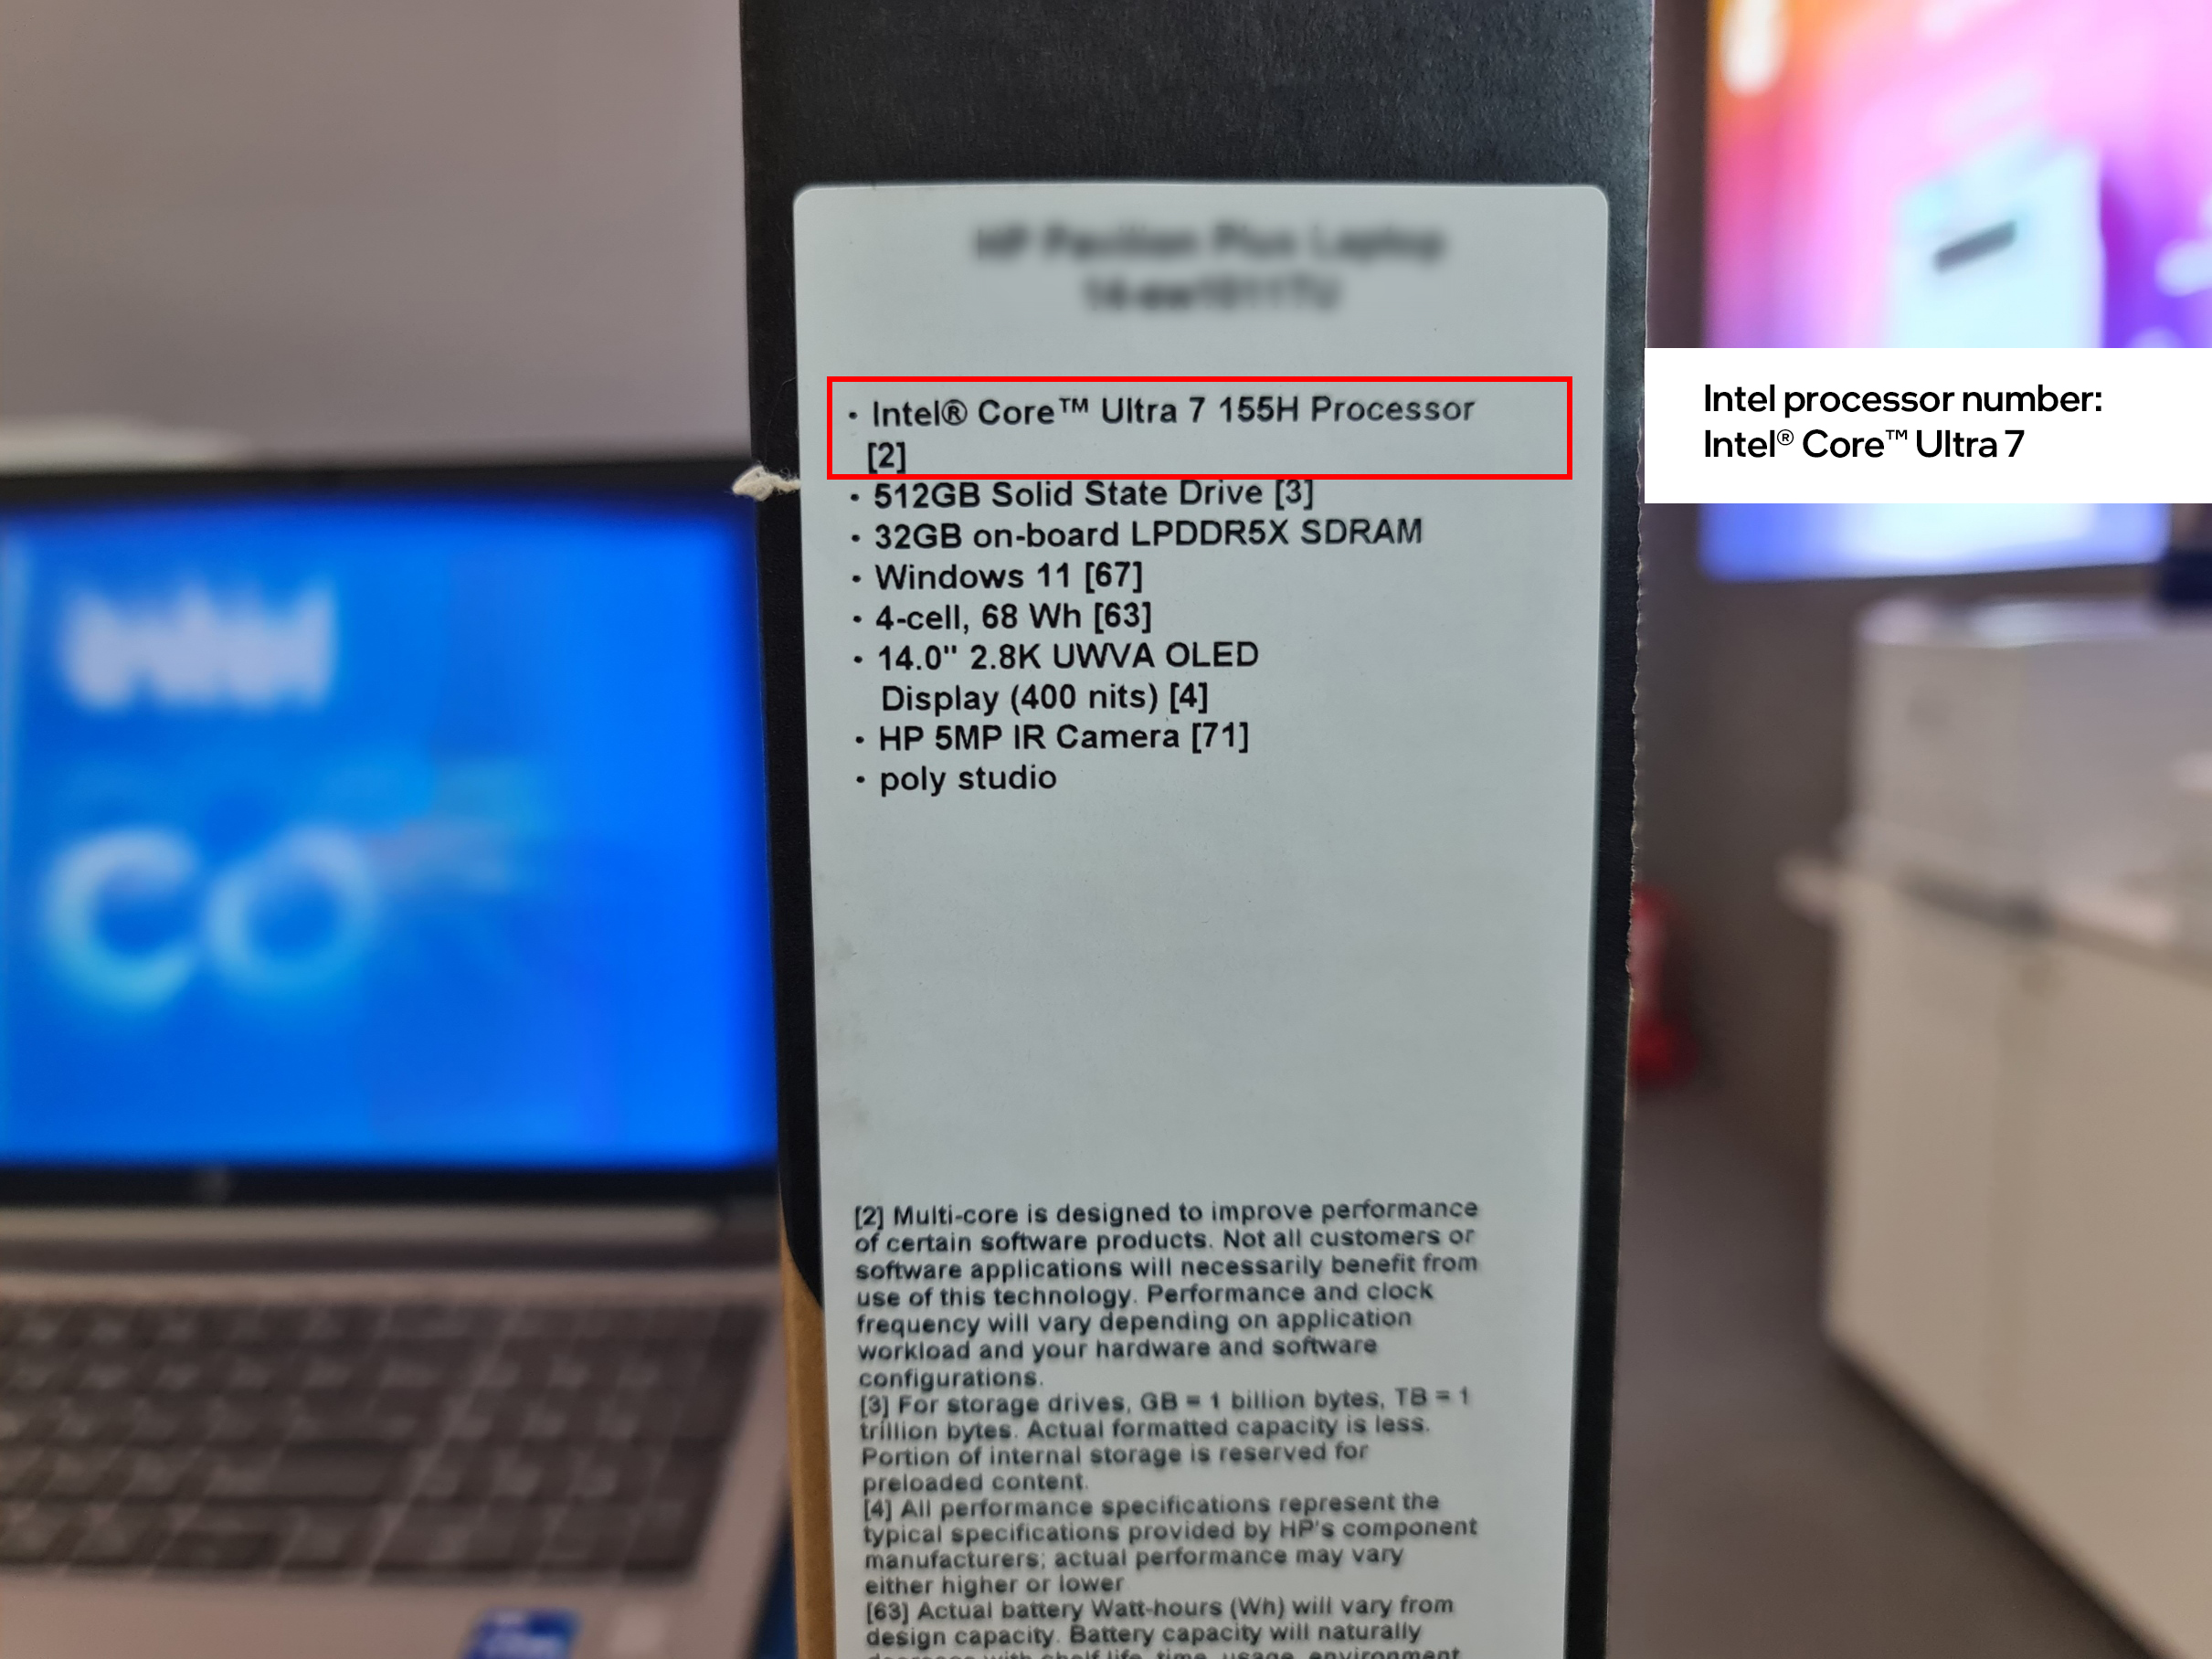 HP Pavilion Plus Laptop
• Intel® Core™ Ultra 7 155H Processor
[2]
• 512GB Solid State Drive [3]
• 32GB on-board LPDDR5X SDRAM
• Windows 11 [67]
• 4-cell, 68 Wh [63]
• 14.0" 2.8K UWVA OLED
Display (400 nits) [4]
• HP 5MP IR Camera [71]
• poly studio
Intel processor number:
Intel® Core™ Ultra 7
[2] Multi-core is designed to improve performance
of certain software products. Not all customers or
software applications will necessarily benefit from
use of this technology. Performance and clock
frequency will vary depending on application
workload and your hardware and software
configurations.
[3] For storage drives, GB = 1 billion bytes, TB = 1
trillion bytes. Actual formatted capacity is less.
Portion of internal storage is reserved for
preloaded content.
[4] All performance specifications represent the
typical specifications provided by HP's component
manufacturers; actual performance may vary
either higher or lower
[63] Actual battery Watt-hours (Wh) will vary from
design capacity. Battery capacity will naturally